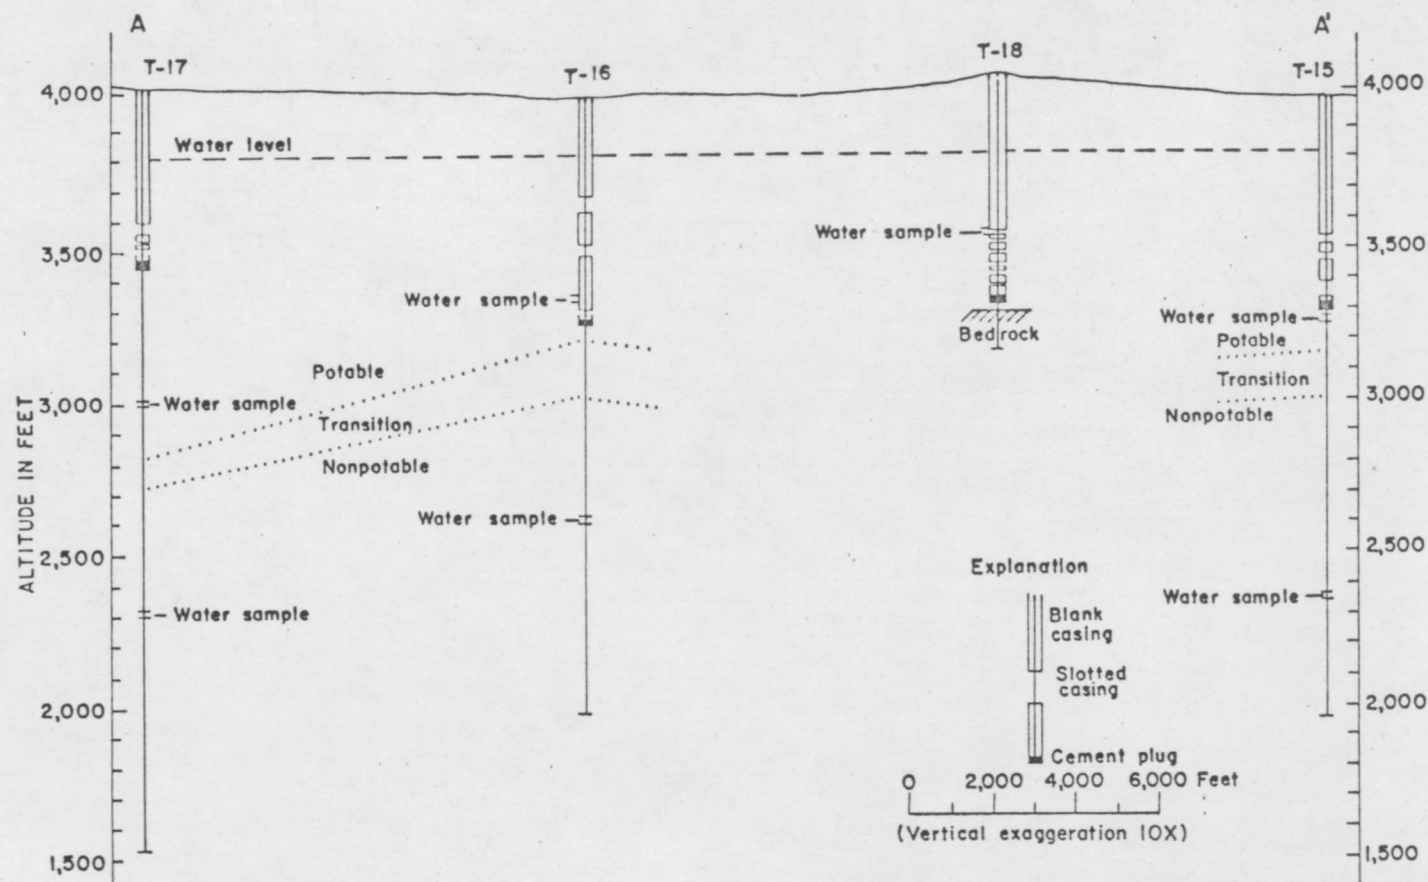 A
A'
T-17
T-16
T-18
T-15
4,000
4,000
Water level
Water sample
3,500
3,500
Water sample
Water sample
Bedrock
Potable
Potable
Transition
3,000
Water sample
3,000
Transition
Nonpotable
Nonpotable
Water sample
ALTITUDE IN FEET
2,500
2,500
Explanation
Water sample
Water sample
Blank
casing
Slotted
casing
2,000
2,000
Cement plug
0 2,000 4,000 6,000 Feet
(Vertical exaggeration 10X)
1,500
1,500